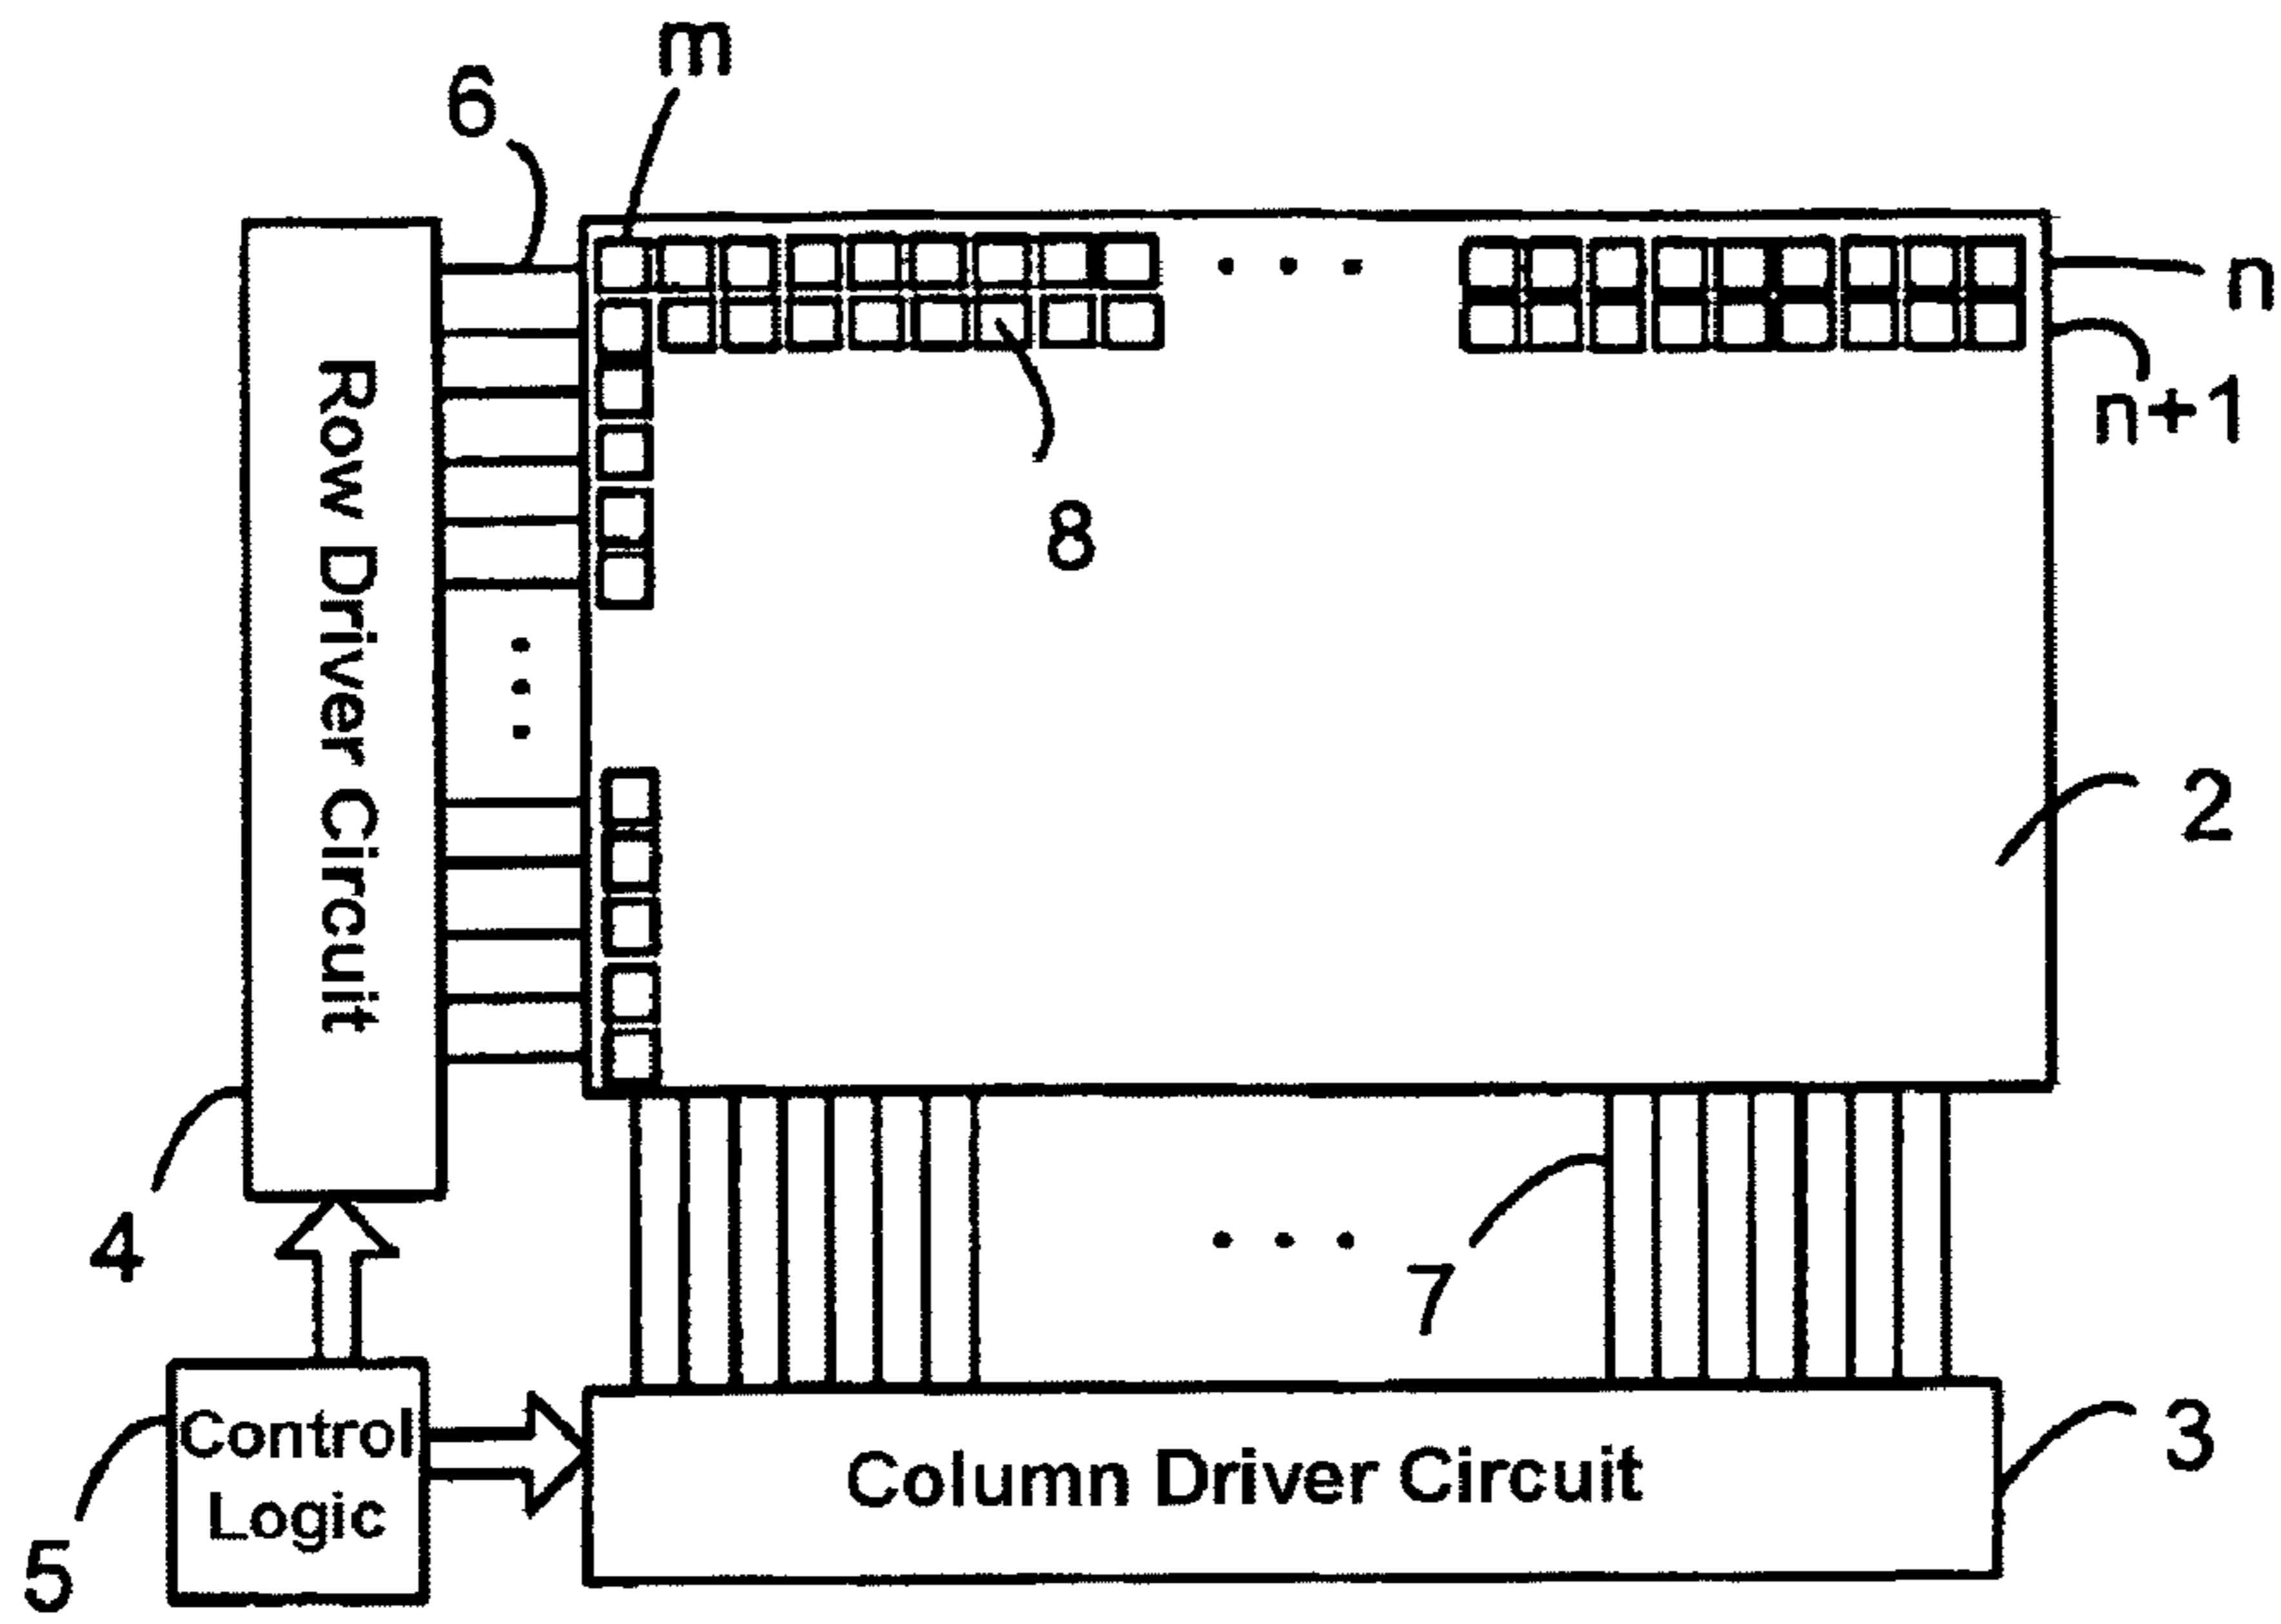 m
6
n
n+1
8
Row Driver Circuit
2
7
4
Control
Logic
Column Driver Circuit
3
5